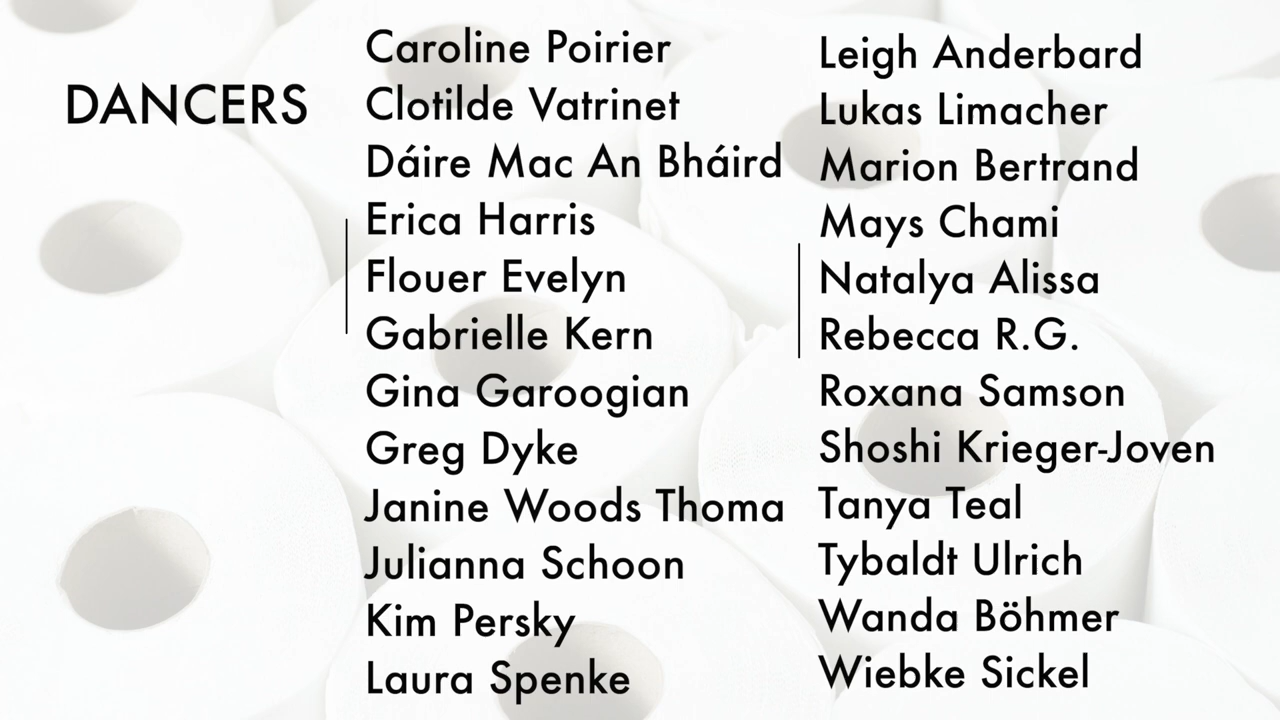 DANCERS
Caroline Poirier
Clotilde Vatrinet
Dáire Mac An Bháird
Erica Harris
Flouer Evelyn
Gabrielle Kern
Gina Garoogian
Greg Dyke
Janine Woods Thoma
Julianna Schoon
Kim Persky
Laura Spenke
Leigh Anderbard
Lukas Limacher
Marion Bertrand
Mays Chami
Natalya Alissa
Rebecca R.G.
Roxana Samson
Shoshi Krieger-Joven
Tanya Teal
Tybaldt Ulrich
Wanda Böhmer
Wiebke Sickel